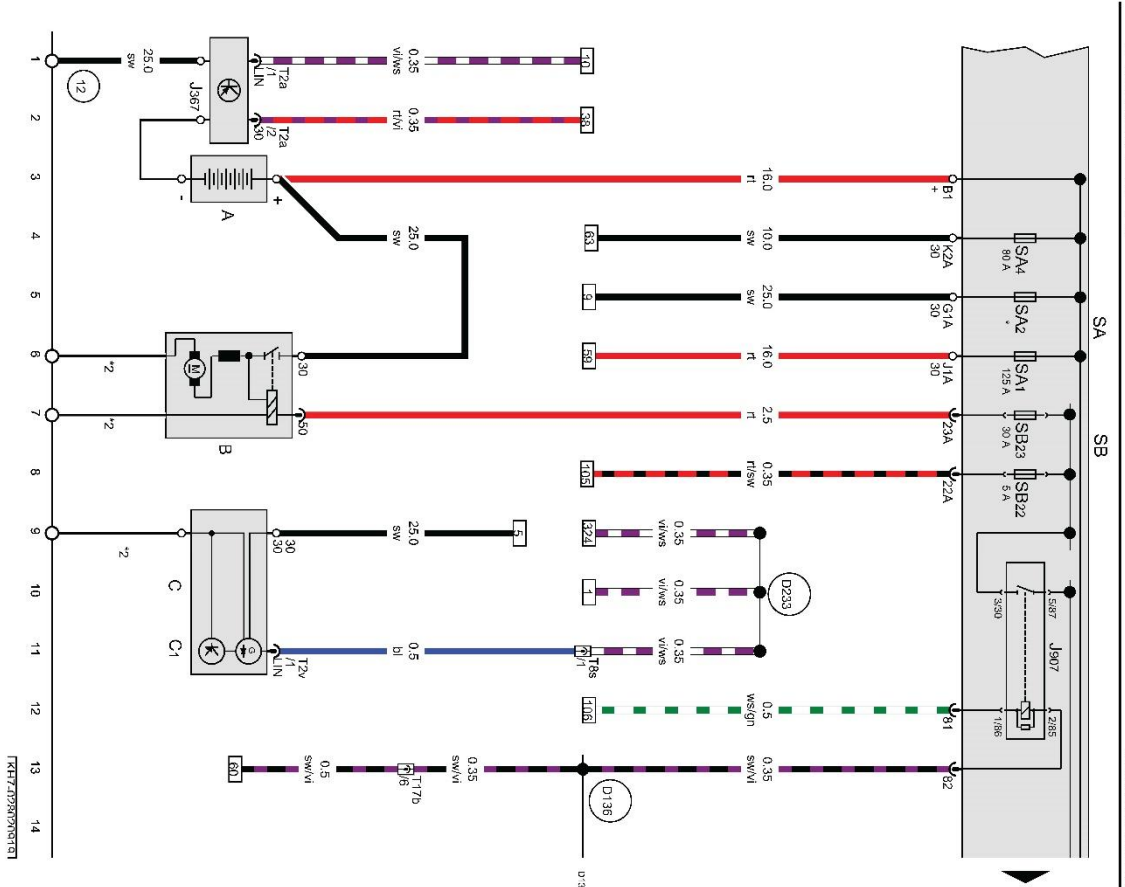 SA SB
SA4 SA2 SA1 SB23 SB22 J907
80 A 125 A 30 A 5 A
5/87 2/85
3/30 1/86
B1 K2A G1A J1A 23A 22A 81 82
+ 30 30 30
D233
16.0 10.0 25.0 16.0 2.5 0.35 0.35 0.35 0.35 0.5 0.35
rt sw sw rt rt rt/sw vi/ws vi/ws vi/ws ws/gn sw/vi
D136
10 38 63 9 59 105 324 1 T8s /1 106 D13
5
0.35 0.35 25.0 25.0 0.5 0.35
vi/ws rt/vi sw sw bl sw/vi
T17b /6
0.5
sw/vi
T2a /1 T2a /2 30 50 30 30 T2v /1 60
LIN 30 + LIN
M G
J367 A B C C1
-
25.0
sw
12 *2 *2 *2
1 2 3 4 5 6 7 8 9 10 11 12 13 14
1KH7-028020919